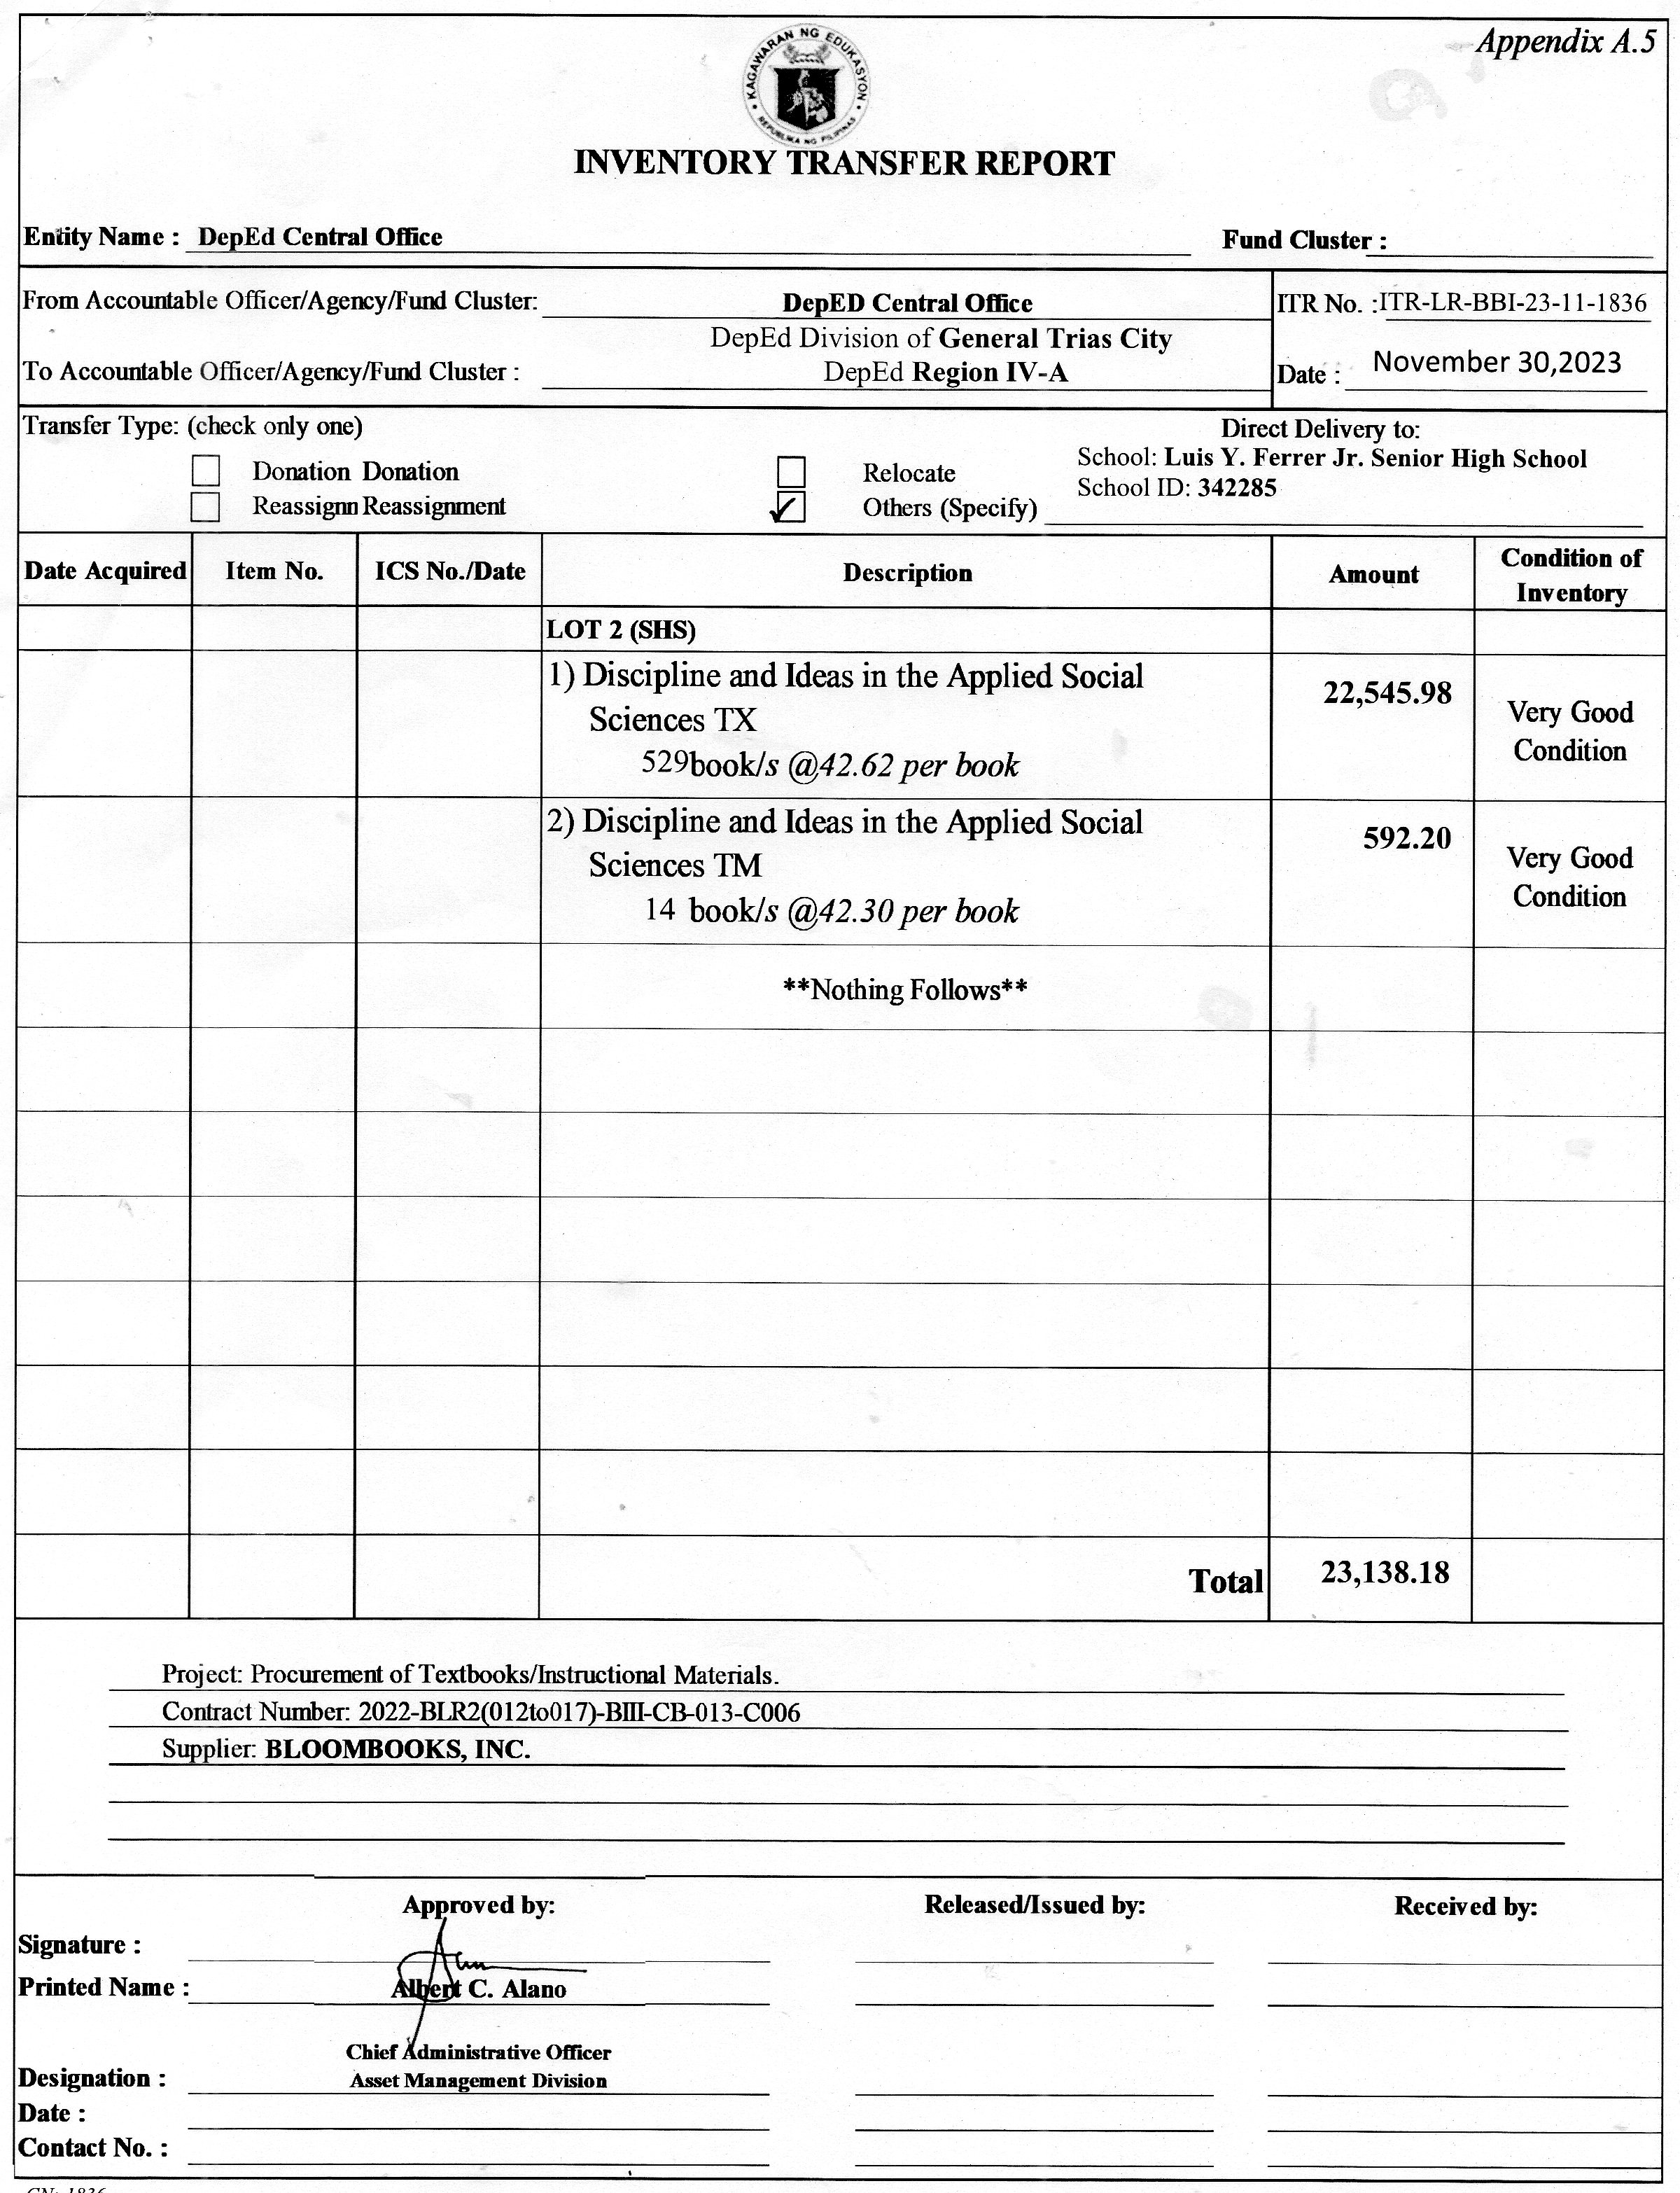 Appendix A.5
KAGAWARAN NG EDUKASYON
REPUBLIKA NG PILIPINAS
INVENTORY TRANSFER REPORT
Entity Name : DepEd Central Office
Fund Cluster :
From Accountable Officer/Agency/Fund Cluster: DepED Central Office
ITR No. :ITR-LR-BBI-23-11-1836
DepEd Division of General Trias City
To Accountable Officer/Agency/Fund Cluster : DepEd Region IV-A
Date : November 30,2023
Transfer Type: (check only one)
Direct Delivery to:
Donation Donation
Relocate
School: Luis Y. Ferrer Jr. Senior High School
School ID: 342285
Reassignn Reassignment
✓ Others (Specify)
Date Acquired Item No. ICS No./Date Description Amount Condition of Inventory
LOT 2 (SHS)
1) Discipline and Ideas in the Applied Social
Sciences TX
529book/s @42.62 per book
22,545.98
Very Good
Condition
2) Discipline and Ideas in the Applied Social
Sciences TM
14 book/s @42.30 per book
592.20
Very Good
Condition
**Nothing Follows**
Total 23,138.18
Project: Procurement of Textbooks/Instructional Materials.
Contract Number: 2022-BLR2(012to017)-BIII-CB-013-C006
Supplier: BLOOMBOOKS, INC.
Approved by: Released/Issued by: Received by:
Signature :
Printed Name : Albert C. Alano
Chief Administrative Officer
Designation : Asset Management Division
Date :
Contact No. :